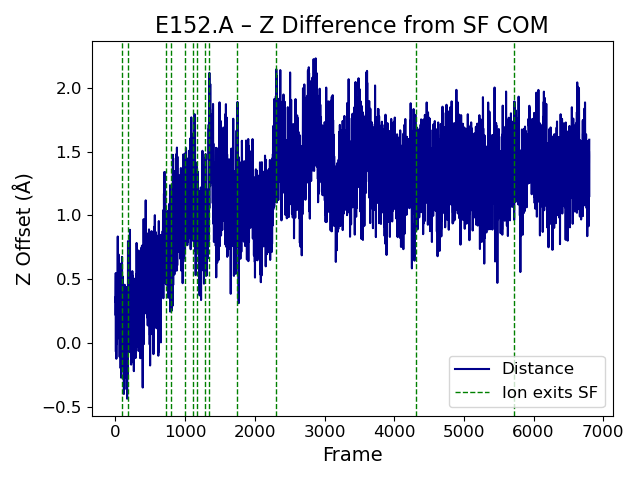 E152.A – Z Difference from SF COM
Z Offset (Å)
2.0
1.5
1.0
0.5
0.0
−0.5
0
1000
2000
3000
4000
5000
6000
7000
Frame
Distance
Ion exits SF